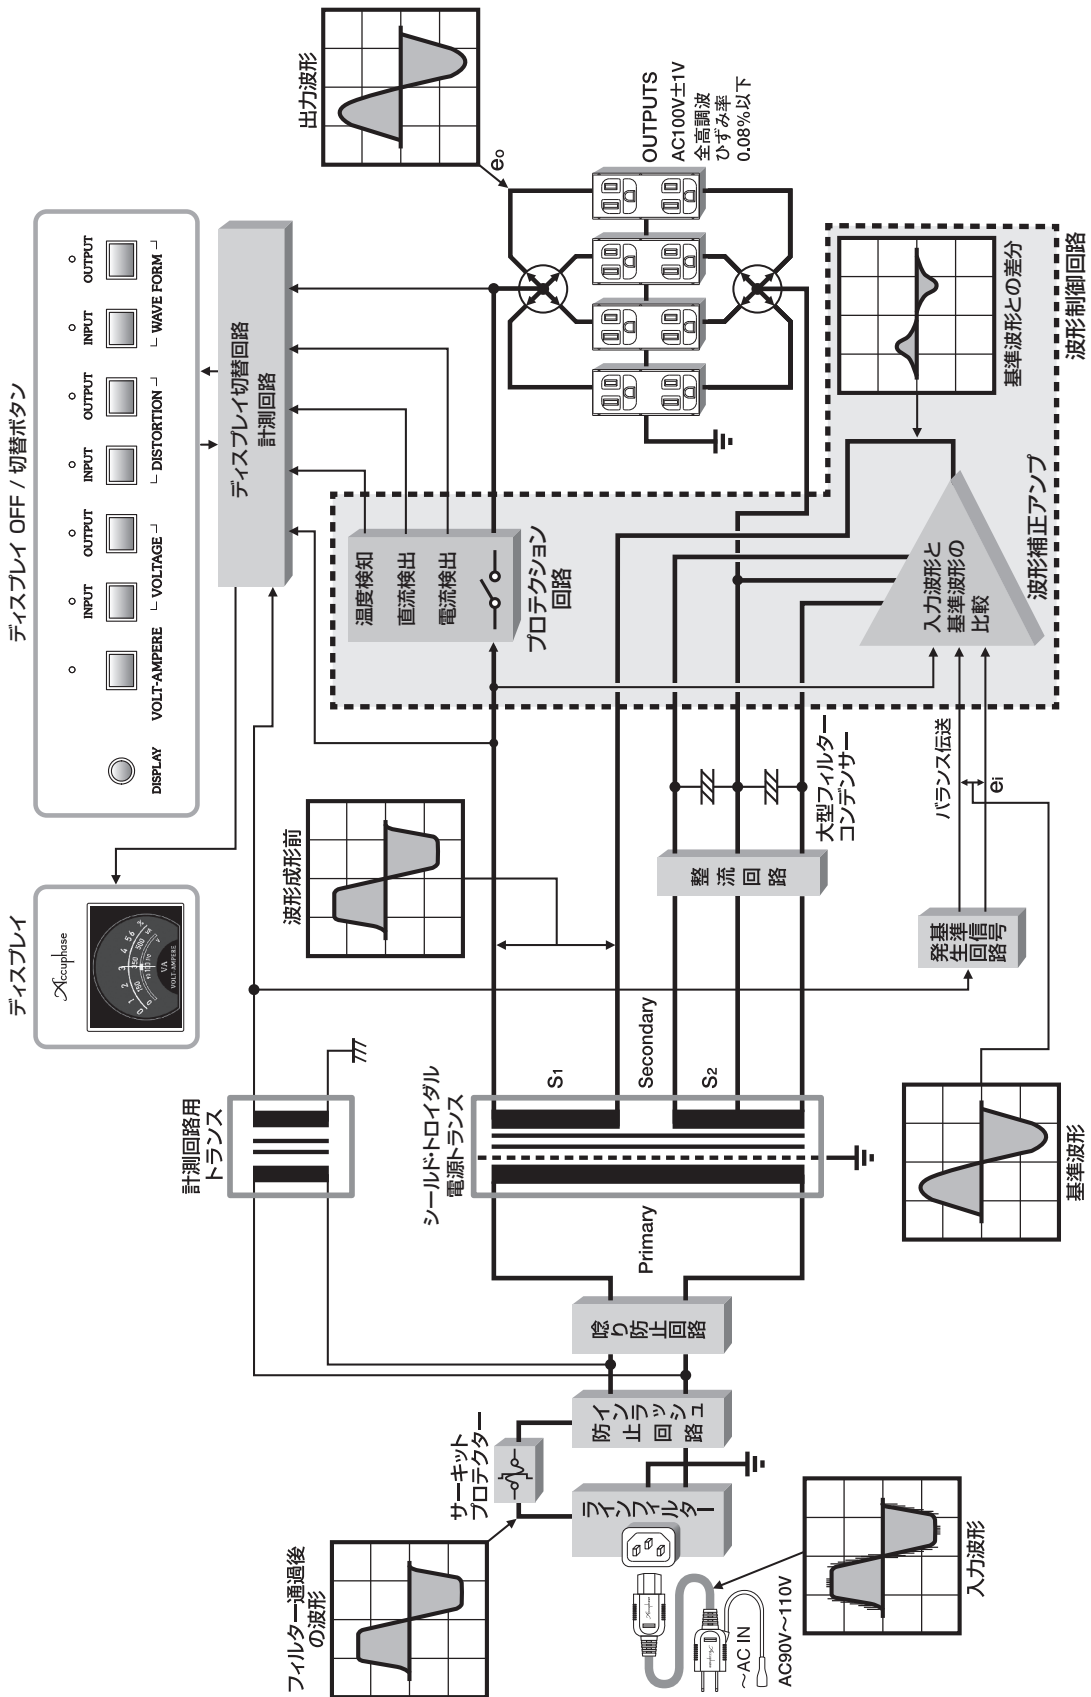 ディスプレイ
Accuphase
0 1 2 3 4 5 6
VA
VOLT-AMPERE
ディスプレイ OFF / 切替ボタン
DISPLAY
VOLT-AMPERE
INPUT
OUTPUT
VOLTAGE
INPUT
OUTPUT
DISTORTION
INPUT
OUTPUT
WAVE FORM
ディスプレイ切替回路
計測回路
出力波形
eo
計測回路用
トランス
フィルター通過後
の波形
サーキット
プロテクター
ラインフィルター
インラッシュ
防止回路
唸り防止回路
~AC IN
AC90V~110V
入力波形
シールド・トロイダル
電源トランス
Primary
Secondary
S1
S2
波形成形前
整流回路
大型フィルター
コンデンサー
温度検知
直流検出
電流検出
プロテクション
回路
OUTPUTS
AC100V±1V
全高調波
ひずみ率
0.08%以下
基準波形
基準信号
発生回路
バランス伝送
ei
入力波形と
基準波形の
比較
波形補正アンプ
基準波形との差分
波形制御回路